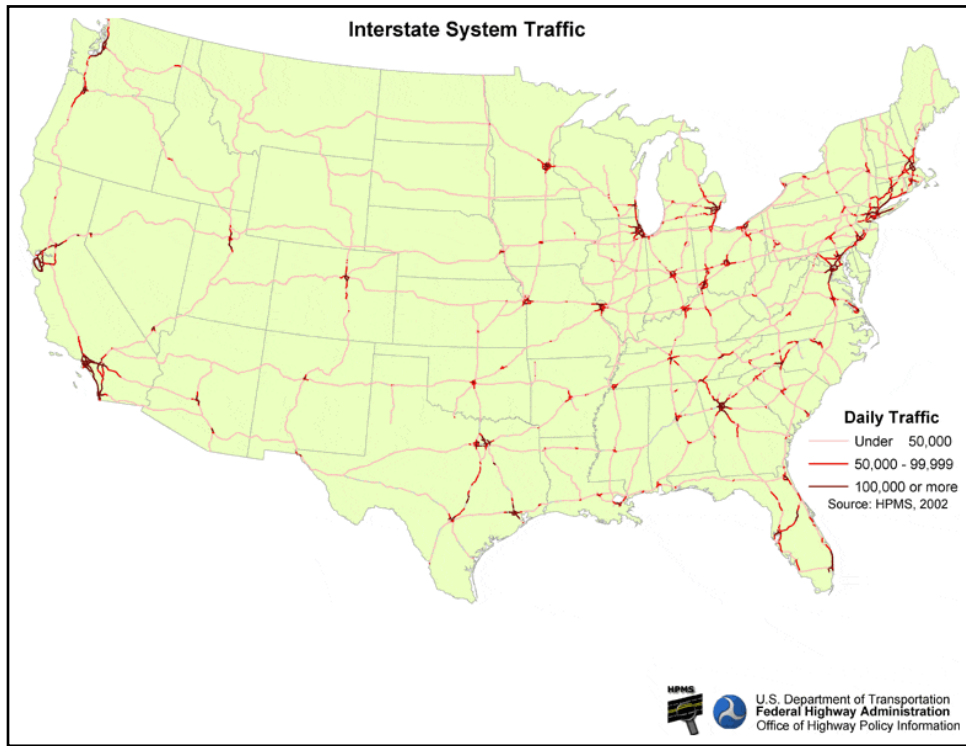 Interstate System Traffic
Daily Traffic
Under 50,000
50,000 - 99,999
100,000 or more
Source: HPMS, 2002
HPMS
U.S. Department of Transportation
Federal Highway Administration
Office of Highway Policy Information